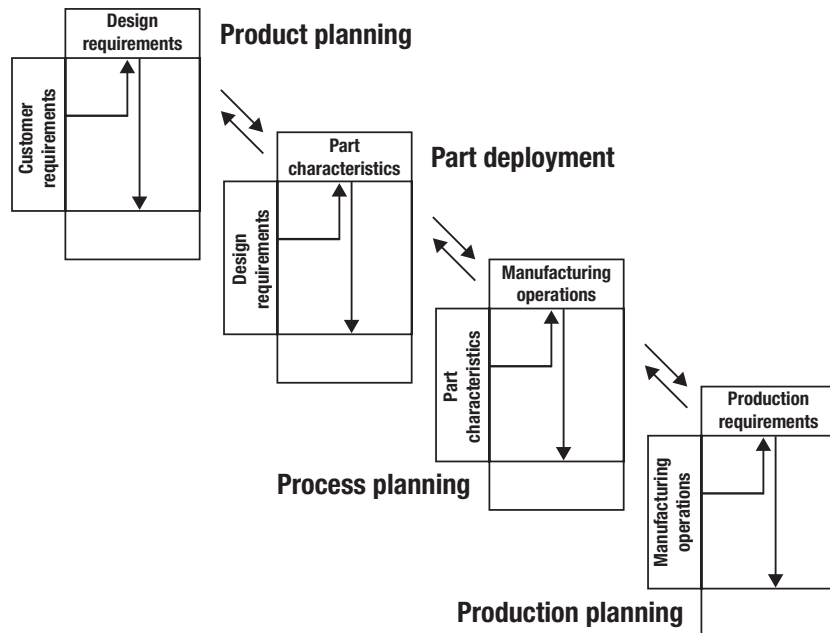 Design
requirements
Product planning
Customer
requirements
Part
characteristics
Part deployment
Design
requirements
Manufacturing
operations
Part
characteristics
Process planning
Production
requirements
Manufacturing
operations
Production planning